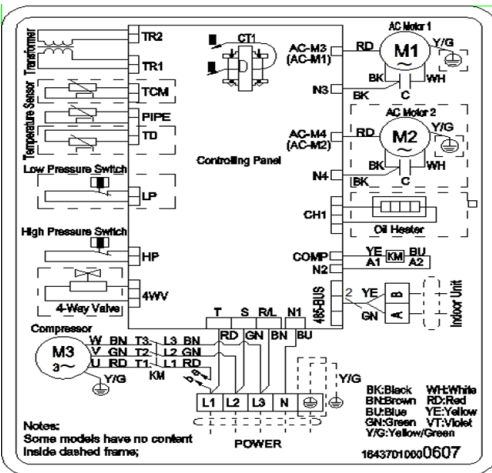 Transformer
TR2
TR1
Temperature Sensor
TCM
PIPE
TD
Low Pressure Switch
LP
High Pressure Switch
HP
4WV
4-Way Valve
CT1
Controlling Panel
AC-M3
(AC-M1)
N3
AC-M4
(AC-M2)
N4
CH1
COMP
N2
485-BUS
T S R/L N1
RD GN BN BU
AC Motor 1
RD
M1
Y/G
BK
WH
BK
C
AC Motor 2
RD
M2
Y/G
BK
WH
BK
C
Oil Heater
YE KM BU
A1 A2
2 YE B
GN A
Indoor Unit
Compressor
M3
3~
W BN T3 L3 BN
V GN T2 L2 GN
U RD T1 L1 RD
Y/G
KM
b a
L1 L2 L3 N
Y/G
POWER
Notes:
Some models have no content
inside dashed frame;
BK:Black WH:White
BN:Brown RD:Red
BU:Blue YE:Yellow
GN:Green VT:Violet
Y/G:Yellow/Green
16437010000607